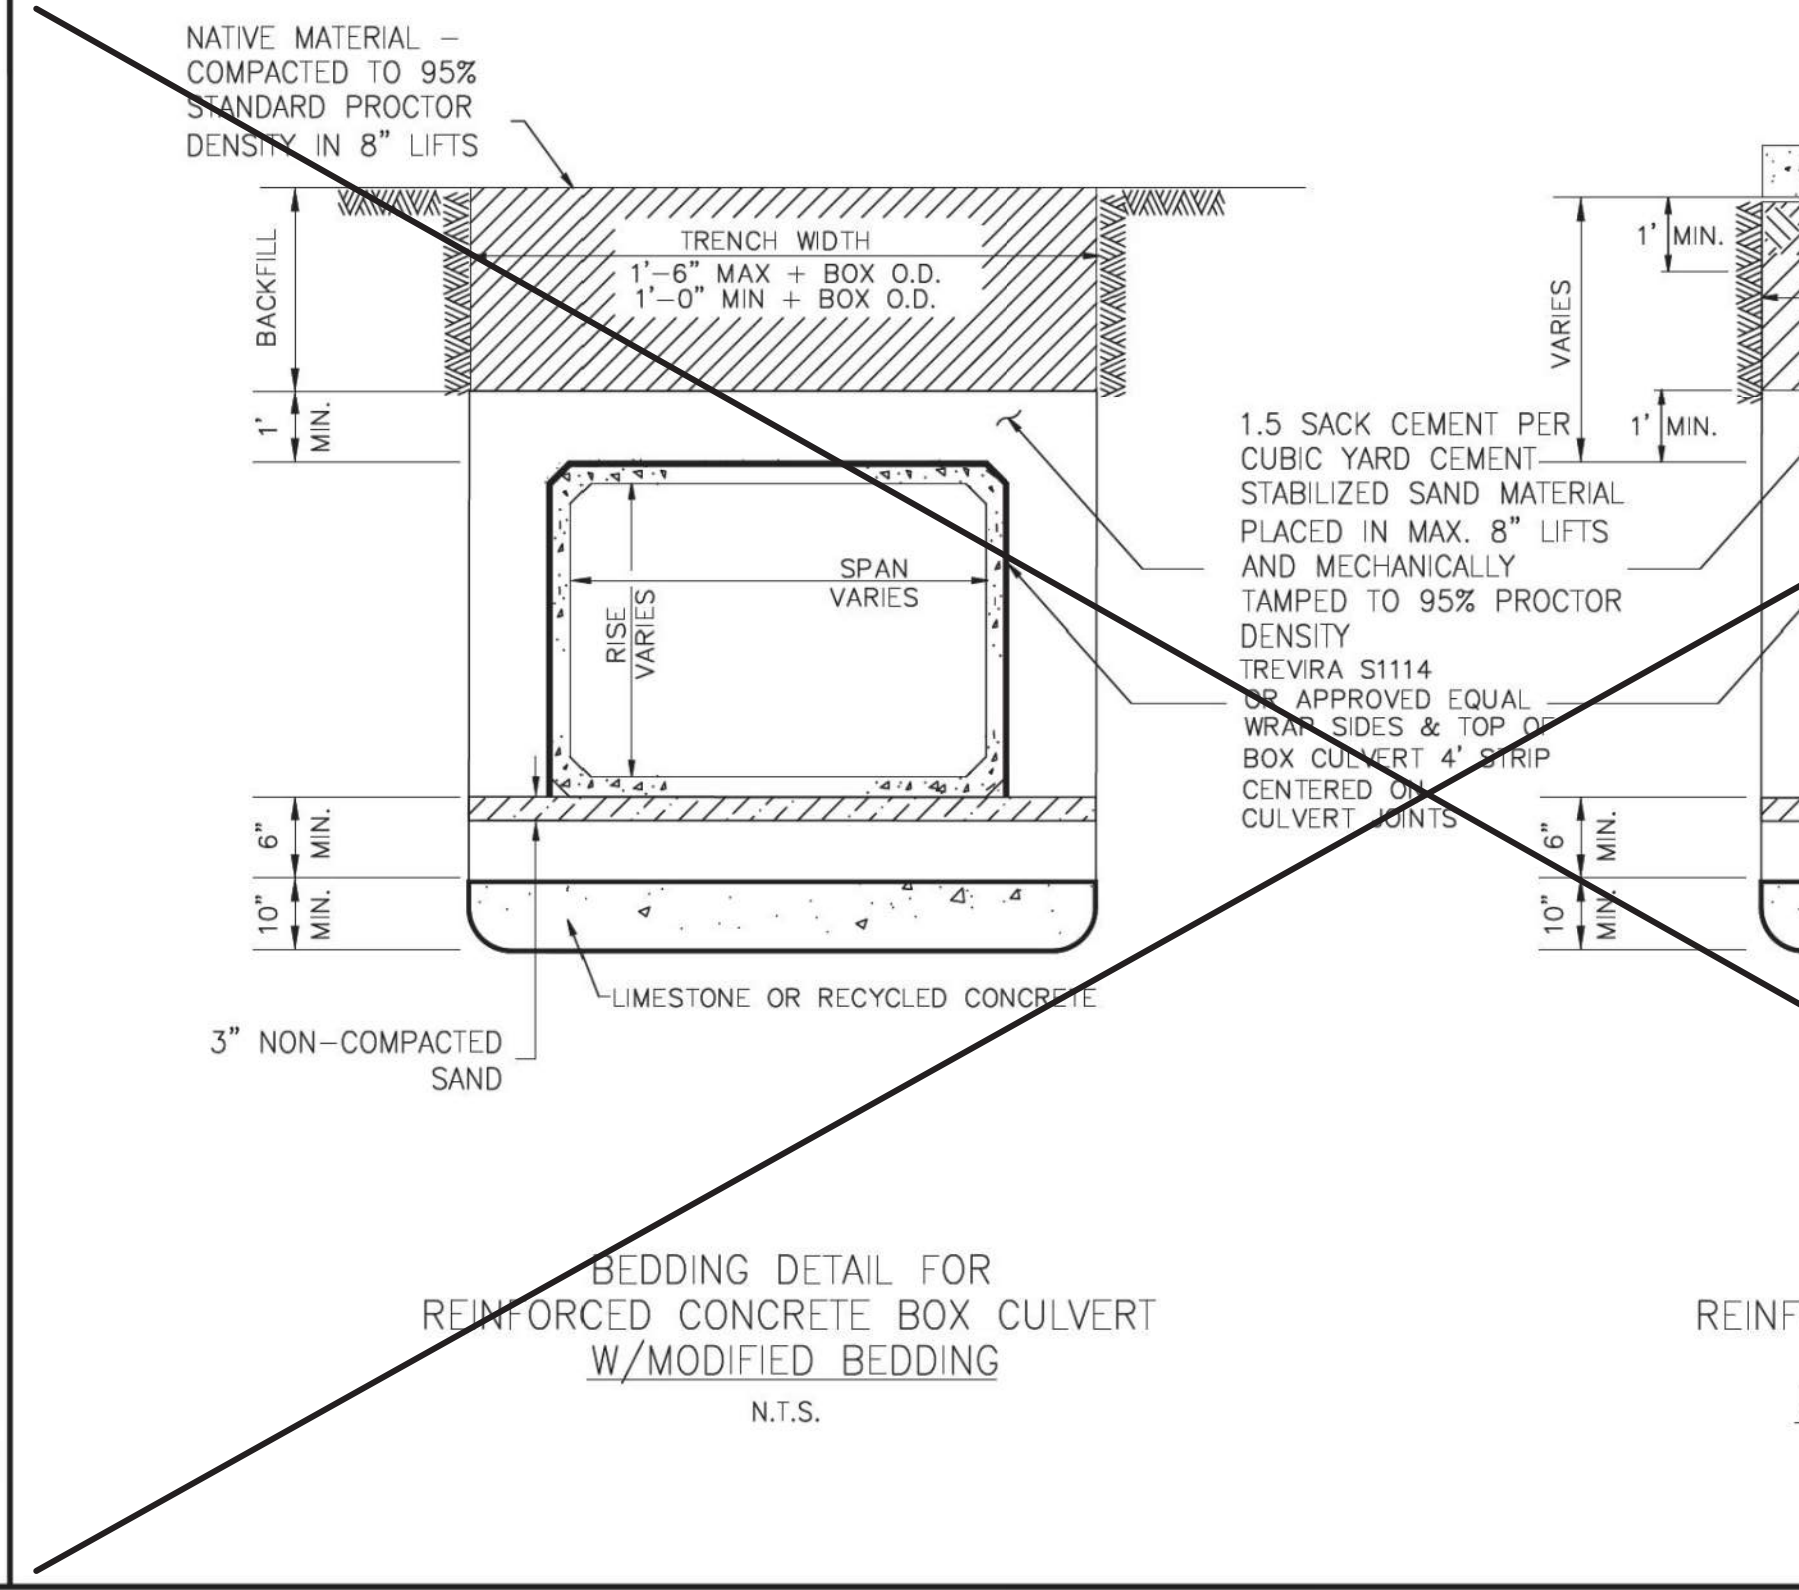 NATIVE MATERIAL –
COMPACTED TO 95%
STANDARD PROCTOR
DENSITY IN 8" LIFTS
BACKFILL
TRENCH WIDTH
1'-6" MAX + BOX O.D.
1'-0" MIN + BOX O.D.
1'
MIN.
SPAN
VARIES
RISE
VARIES
6"
MIN.
10"
MIN.
LIMESTONE OR RECYCLED CONCRETE
3" NON-COMPACTED
SAND
1.5 SACK CEMENT PER
CUBIC YARD CEMENT
STABILIZED SAND MATERIAL
PLACED IN MAX. 8" LIFTS
AND MECHANICALLY
TAMPED TO 95% PROCTOR
DENSITY
TREVIRA S1114
OR APPROVED EQUAL
WRAP SIDES & TOP OF
BOX CULVERT 4' STRIP
CENTERED ON
CULVERT JOINTS
VARIES
1' MIN.
1' MIN.
6"
MIN.
10"
MIN.
BEDDING DETAIL FOR
REINFORCED CONCRETE BOX CULVERT
W/MODIFIED BEDDING
N.T.S.
REINF